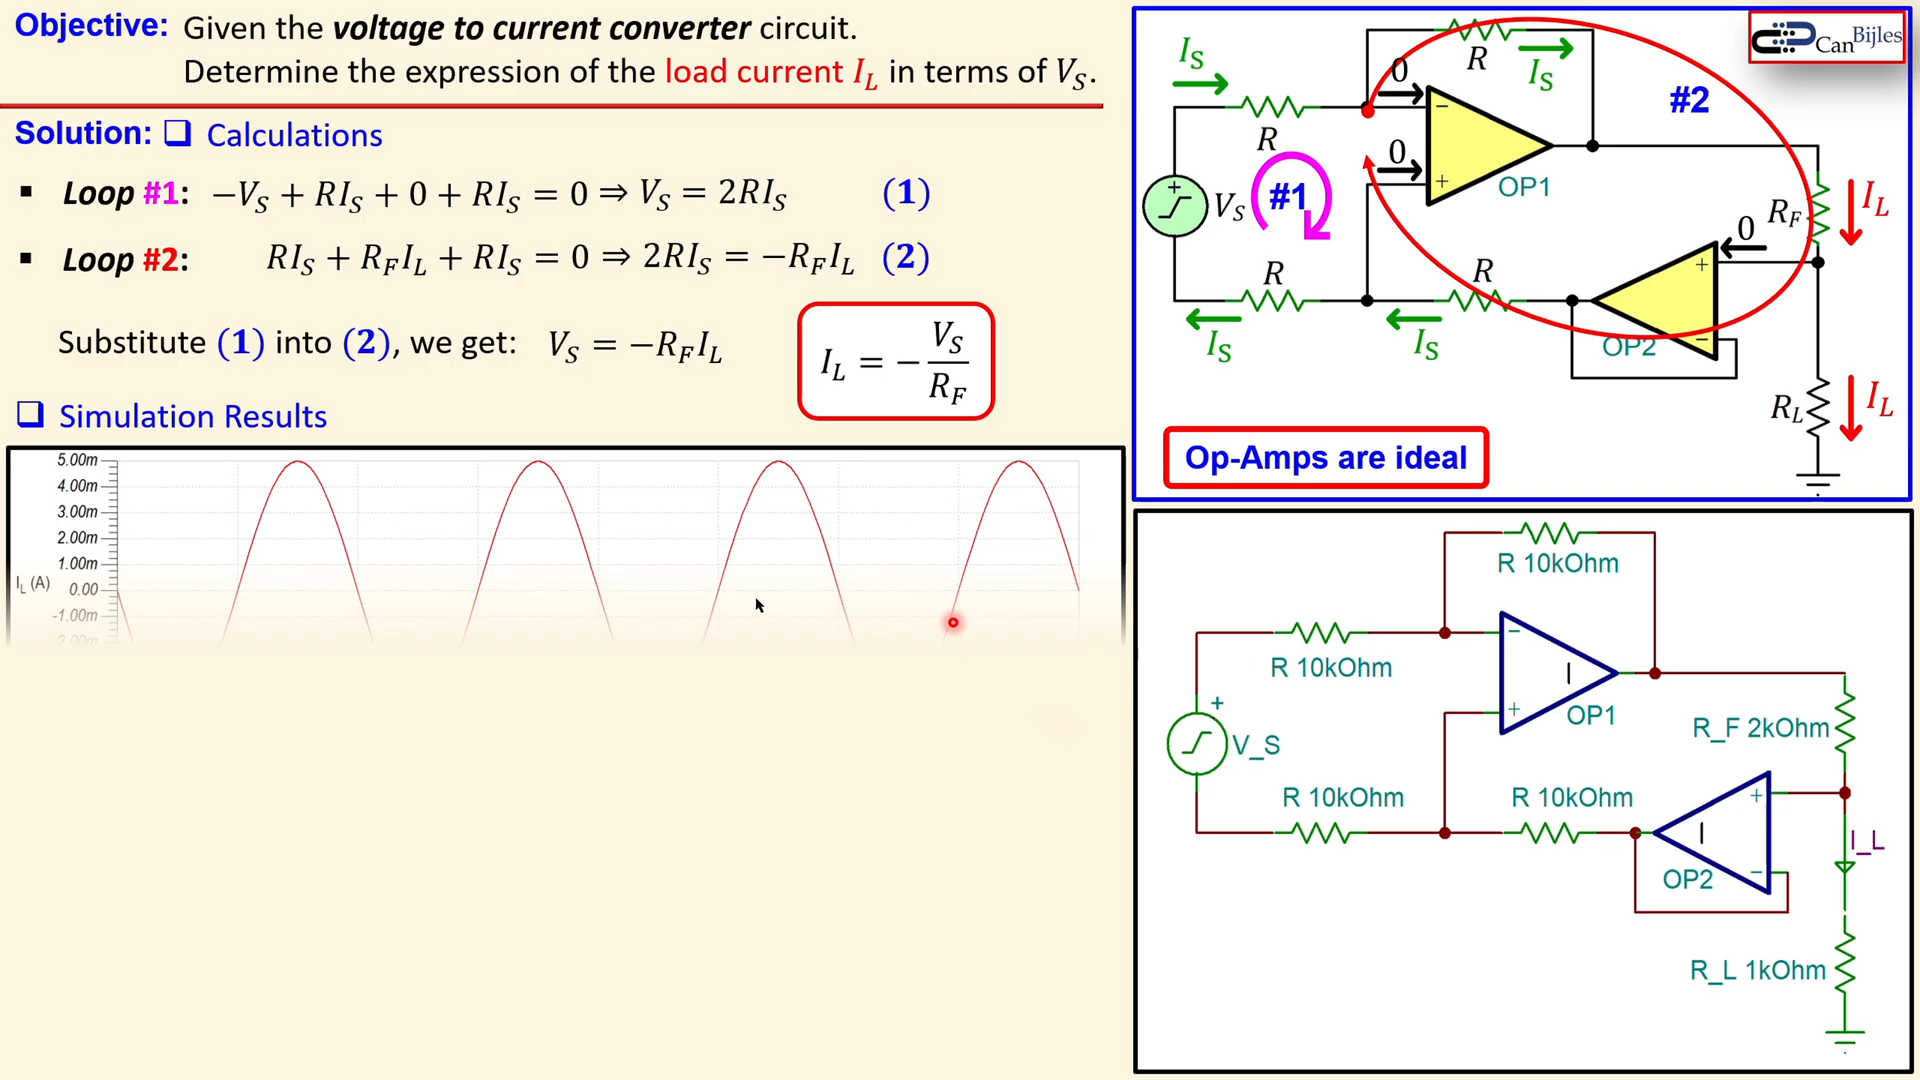 Objective: Given the voltage to current converter circuit.
Determine the expression of the load current I_L in terms of V_S.
Solution: ❑ Calculations
▪ Loop #1: −V_S + RI_S + 0 + RI_S = 0 ⇒ V_S = 2RI_S (1)
▪ Loop #2: RI_S + R_F I_L + RI_S = 0 ⇒ 2RI_S = −R_F I_L (2)
Substitute (1) into (2), we get: V_S = −R_F I_L
I_L = − V_S / R_F
❑ Simulation Results
5.00m
4.00m
3.00m
2.00m
1.00m
I_L (A) 0.00
-1.00m
-2.00m
CanBijles
I_S
R
I_S
#2
0
R
0
− +
OP1
+
V_S
#1
R_F
I_L
0
R
R
+ −
OP2
I_S
I_S
R_L
I_L
Op-Amps are ideal
R 10kOhm
R 10kOhm
−
+
OP1
+
V_S
R_F 2kOhm
R 10kOhm
R 10kOhm
+
−
OP2
I_L
R_L 1kOhm